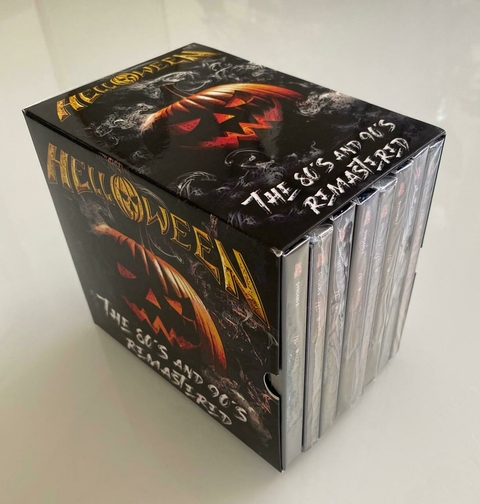 HELLOWEEN
THE 80'S AND 90'S
REMASTERED
HELLOWEEN
THE 80'S AND 90'S
REMASTERED